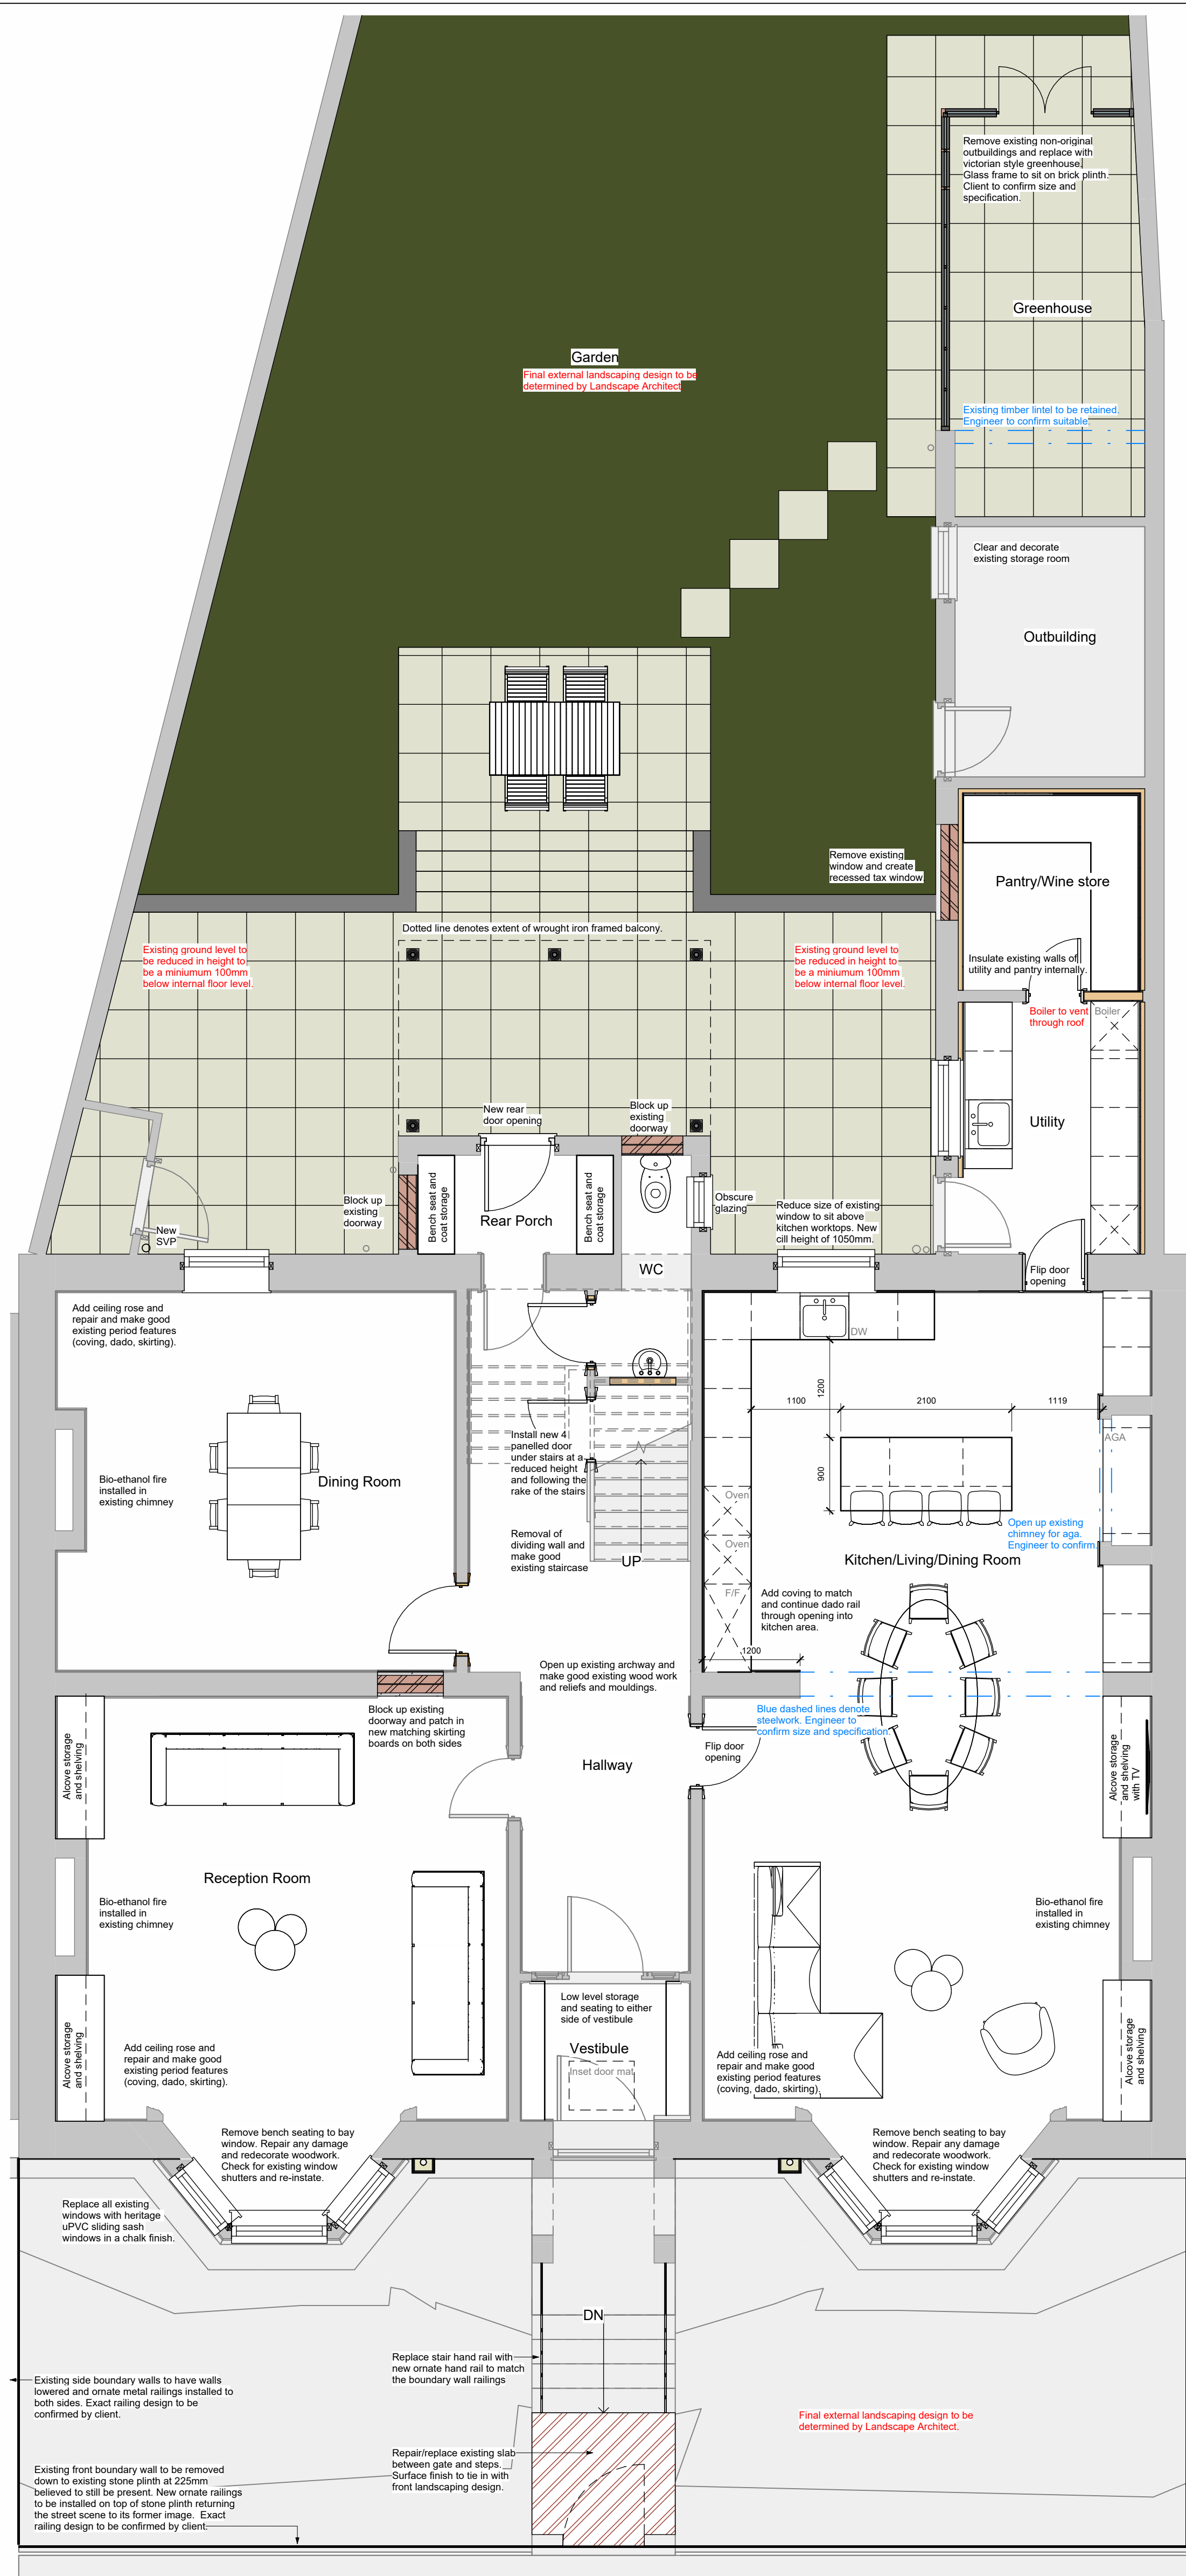 Remove existing non-original
outbuildings and replace with
victorian style greenhouse.
Glass frame to sit on brick plinth.
Client to confirm size and
specification.
Greenhouse
Garden
Final external landscaping design to be
determined by Landscape Architect
Existing timber lintel to be retained.
Engineer to confirm suitable.
Clear and decorate
existing storage room
Outbuilding
Remove existing
window and create
recessed tax window.
Pantry/Wine store
Dotted line denotes extent of wrought iron framed balcony.
Existing ground level to
be reduced in height to
be a miniumum 100mm
below internal floor level.
Existing ground level to
be reduced in height to
be a miniumum 100mm
below internal floor level.
Insulate existing walls of
utility and pantry internally.
Boiler to vent
through roof
Boiler
Utility
New rear
door opening
Block up
existing
doorway
Block up
existing
doorway
Bench seat and
coat storage
Rear Porch
Bench seat and
coat storage
Obscure
glazing
Reduce size of existing
window to sit above
kitchen worktops. New
cill height of 1050mm.
New
SVP
WC
Flip door
opening
Add ceiling rose and
repair and make good
existing period features
(coving, dado, skirting).
DW
1200
1100
2100
1119
900
AGA
Install new 4
panelled door
under stairs at a
reduced height
and following the
rake of the stairs
Bio-ethanol fire
installed in
existing chimney
Dining Room
Oven
Oven
F/F
Open up existing
chimney for aga.
Engineer to confirm.
Removal of
dividing wall and
make good
existing staircase
UP
Kitchen/Living/Dining Room
Add coving to match
and continue dado rail
through opening into
kitchen area.
1200
Open up existing archway and
make good existing wood work
and reliefs and mouldings.
Block up existing
doorway and patch in
new matching skirting
boards on both sides
Blue dashed lines denote
steelwork. Engineer to
confirm size and specification.
Flip door
opening
Hallway
Alcove storage
and shelving
Alcove storage
and shelving
with TV
Reception Room
Bio-ethanol fire
installed in
existing chimney
Bio-ethanol fire
installed in
existing chimney
Low level storage
and seating to either
side of vestibule
Vestibule
Inset door mat
Alcove storage
and shelving
Add ceiling rose and
repair and make good
existing period features
(coving, dado, skirting).
Add ceiling rose and
repair and make good
existing period features
(coving, dado, skirting).
Alcove storage
and shelving
Remove bench seating to bay
window. Repair any damage
and redecorate woodwork.
Check for existing window
shutters and re-instate.
Remove bench seating to bay
window. Repair any damage
and redecorate woodwork.
Check for existing window
shutters and re-instate.
Replace all existing
windows with heritage
uPVC sliding sash
windows in a chalk finish.
DN
Replace stair hand rail with
new ornate hand rail to match
the boundary wall railings
Existing side boundary walls to have walls
lowered and ornate metal railings installed to
both sides. Exact railing design to be
confirmed by client.
Final external landscaping design to be
determined by Landscape Architect.
Repair/replace existing slab
between gate and steps.
Surface finish to tie in with
front landscaping design.
Existing front boundary wall to be removed
down to existing stone plinth at 225mm
believed to still be present. New ornate railings
to be installed on top of stone plinth returning
the street scene to its former image.  Exact
railing design to be confirmed by client.